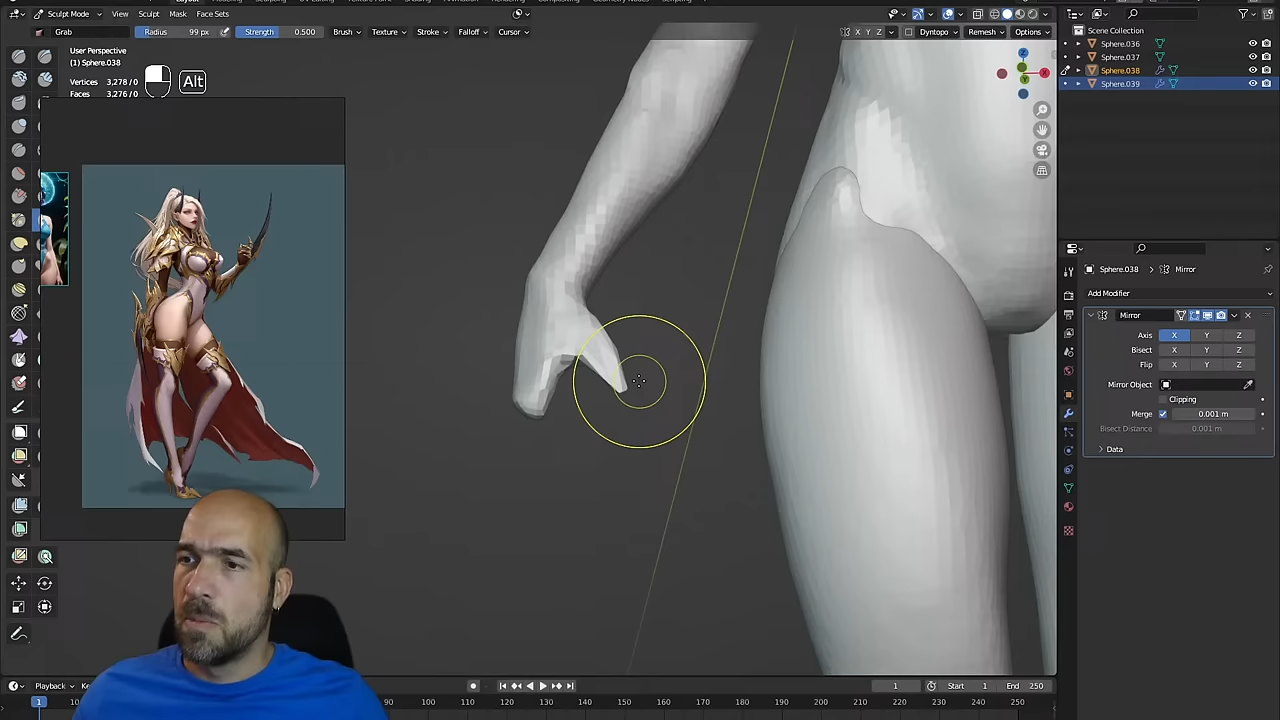 Sculpt Mode
View
Sculpt
Mask
Face Sets
Grab
Radius
99 px
Strength
0.500
Brush
Texture
Stroke
Falloff
Cursor
X Y Z
Dyntopo
Remesh
Options
User Perspective
(1) Sphere.038
Vertices 3,278 / 0
Faces 3,276 / 0
Alt
Scene Collection
Sphere.036
Sphere.037
Sphere.038
Sphere.039
Sphere.038
Mirror
Add Modifier
Mirror
Axis X Y Z
Bisect X Y Z
Flip X Y Z
Mirror Object
Clipping
Merge 0.001 m
Bisect Distance 0.001 m
Data
Playback
1
Start 1
End 250
1
80 90 100 110 120 130 140 150 160 170 180 190 200 210 220 230 240 250